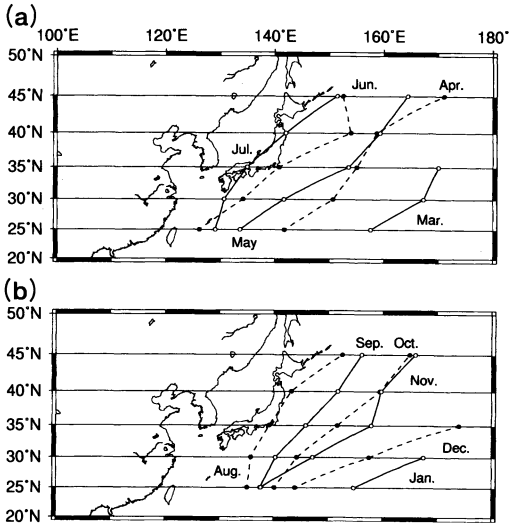 (a)
100°E 120°E 140°E 160°E 180°
50°N
45°N
Jun. Apr.
40°N
Jul.
35°N
30°N
Mar.
25°N
May
20°N
(b)
50°N
45°N
Sep. Oct.
Nov.
40°N
35°N
Dec.
30°N
Aug. Jan.
25°N
20°N